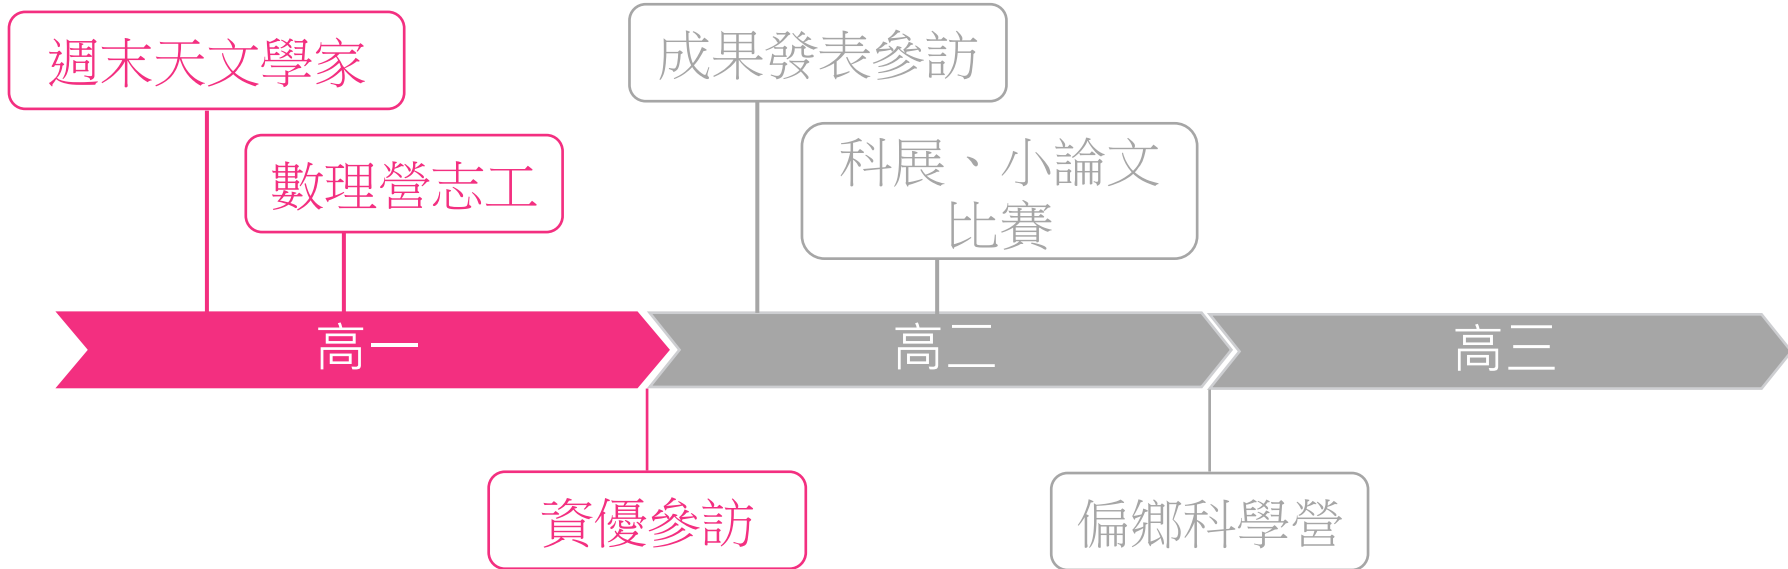 週末天文學家
成果發表參訪
數理營志工
科展、小論文
比賽
高一
高二
高三
資優參訪
偏鄉科學營